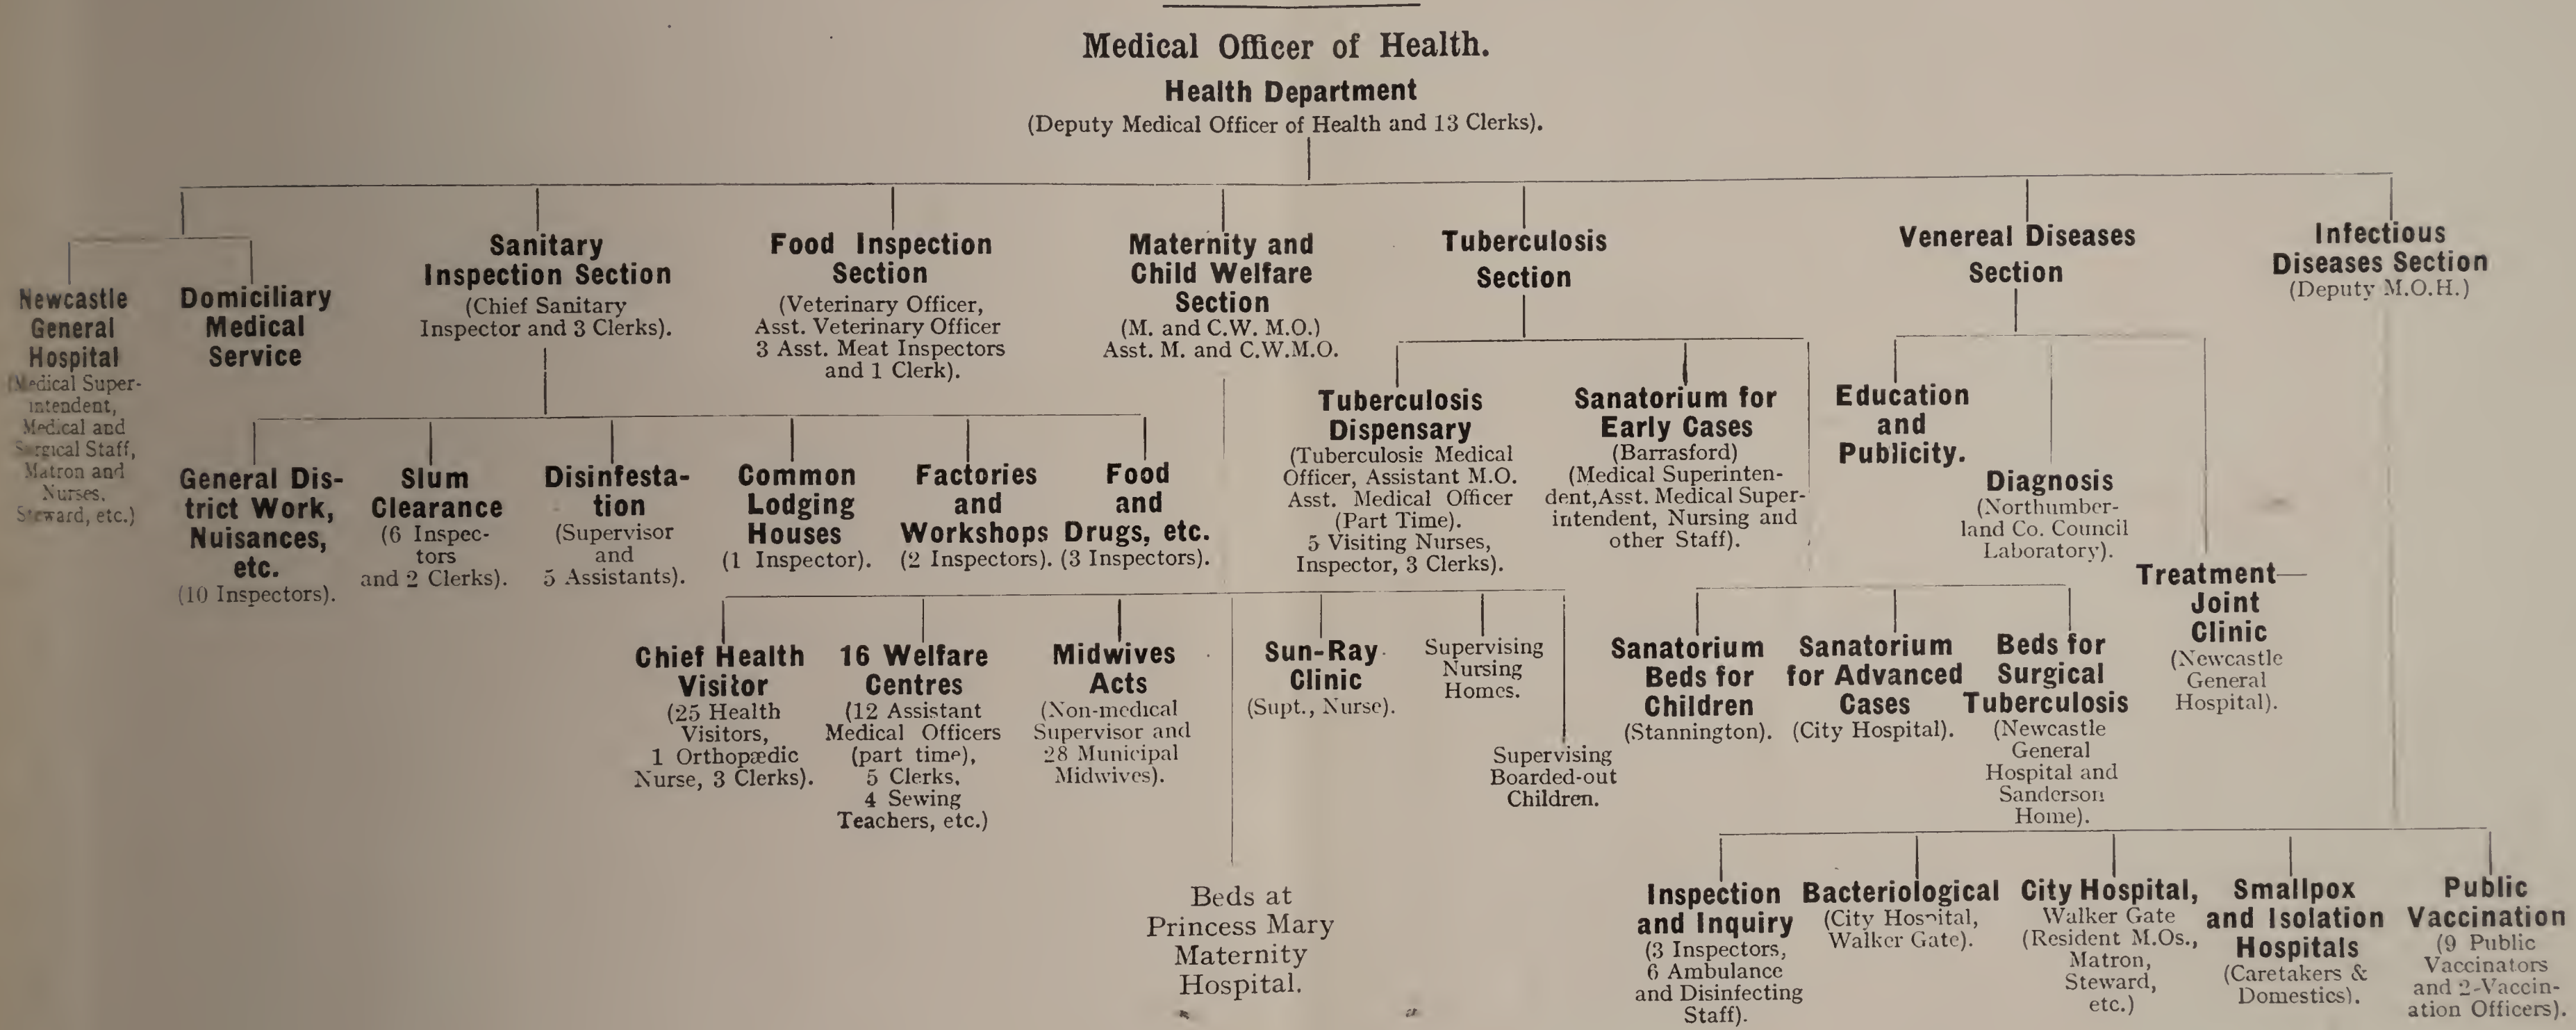 Medical Officer of Health.
Health Department
(Deputy Medical Officer of Health and 13 Clerks).
Newcastle
General
Hospital
(Medical Super-
intendent,
Medical and
Surgical Staff,
Matron and
Nurses,
Steward, etc.)
Domiciliary
Medical
Service
Sanitary
Inspection Section
(Chief Sanitary
Inspector and 3 Clerks).
Food Inspection
Section
(Veterinary Officer,
Asst. Veterinary Officer
3 Asst. Meat Inspectors
and 1 Clerk).
Maternity and
Child Welfare
Section
(M. and C.W. M.O.)
Asst. M. and C.W.M.O.
Tuberculosis
Section
Venereal Diseases
Section
Infectious
Diseases Section
(Deputy M.O.H.)
General Dis-
trict Work,
Nuisances,
etc.
(10 Inspectors).
Slum
Clearance
(6 Inspec-
tors
and 2 Clerks).
Disinfesta-
tion
(Supervisor
and
5 Assistants).
Common
Lodging
Houses
(1 Inspector).
Factories
and
Workshops
(2 Inspectors).
Food
and
Drugs, etc.
(3 Inspectors).
Tuberculosis
Dispensary
(Tuberculosis Medical
Officer, Assistant M.O.
Asst. Medical Officer
(Part Time).
5 Visiting Nurses,
Inspector, 3 Clerks).
Sanatorium for
Early Cases
(Barrasford)
(Medical Superinten-
dent,Asst. Medical Super-
intendent, Nursing and
other Staff).
Education
and
Publicity.
Diagnosis
(Northumber-
land Co. Council
Laboratory).
Treatment—
Joint
Clinic
(Newcastle
General
Hospital).
Chief Health
Visitor
(25 Health
Visitors,
1 Orthopædic
Nurse, 3 Clerks).
16 Welfare
Centres
(12 Assistant
Medical Officers
(part time),
5 Clerks,
4 Sewing
Teachers, etc.)
Midwives
Acts
(Non-medical
Supervisor and
28 Municipal
Midwives).
Beds at
Princess Mary
Maternity
Hospital.
Sun-Ray
Clinic
(Supt., Nurse).
Supervising
Nursing
Homes.
Supervising
Boarded-out
Children.
Sanatorium
Beds for
Children
(Stannington).
Sanatorium
for Advanced
Cases
(City Hospital).
Beds for
Surgical
Tuberculosis
(Newcastle
General
Hospital and
Sanderson
Home).
Inspection
and Inquiry
(3 Inspectors,
6 Ambulance
and Disinfecting
Staff).
Bacteriological
(City Hospital,
Walker Gate).
City Hospital,
Walker Gate
(Resident M.Os.,
Matron,
Steward,
etc.)
Smallpox
and Isolation
Hospitals
(Caretakers &
Domestics).
Public
Vaccination
(9 Public
Vaccinators
and 2-Vaccin-
ation Officers).